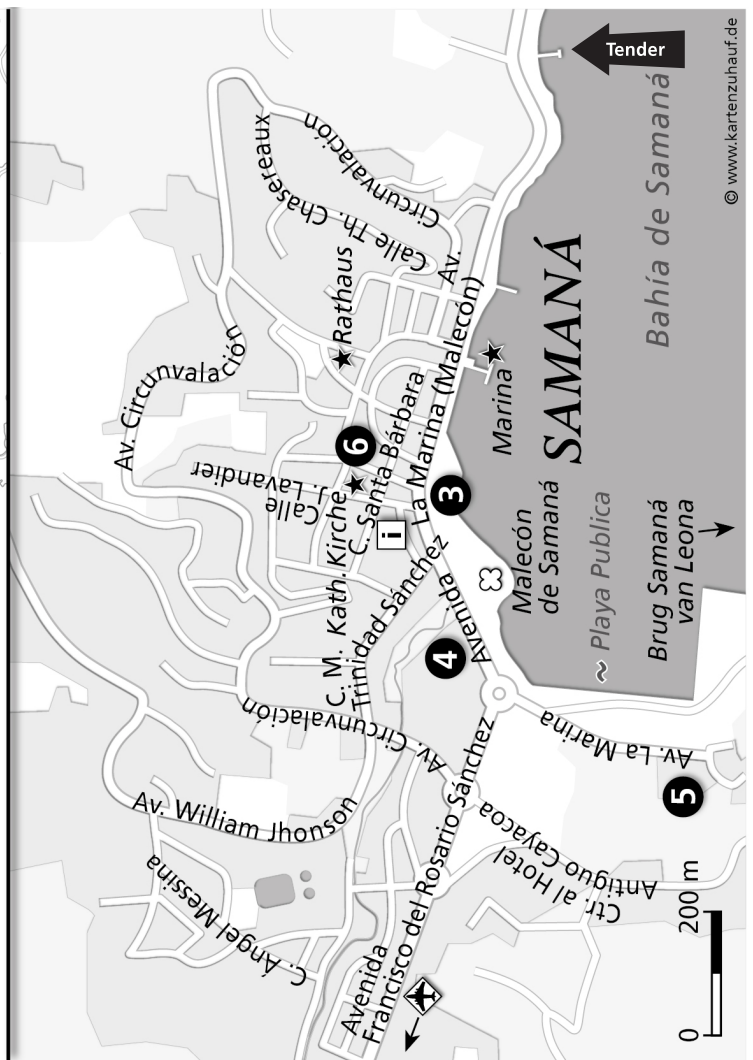 Tender
© www.kartenzuhauf.de
Bahía de Samaná
SAMANÁ
Circunvalación
Calle Th. Chasereaux
Av.
Rathaus
Av. Circunvalación
Marina
La Marina (Malecón)
C. Santa Bárbara
6
Calle
J. Lavandier
Kath. Kirche
i
3
Malecón
de Samaná
Playa Publica
Brug Samaná
van Leona
C. M.
Trinidad Sánchez
Avenida
4
Av. Circunvalación
Av. La Marina
5
Av. William Jhonson
C. Ángel Messina
Avenida
Francisco del Rosario Sánchez
Ctr. al Hotel
Antiguo Cayacoa
0 200 m